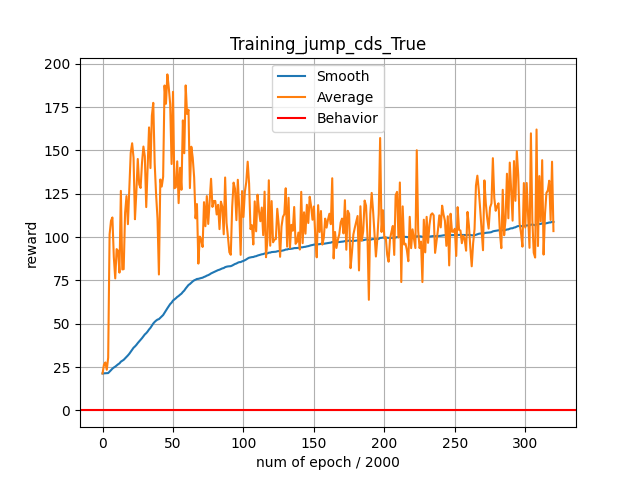 Training_jump_cds_True
Smooth
Average
Behavior
200
175
150
125
100
75
50
25
0
reward
0 50 100 150 200 250 300
num of epoch / 2000